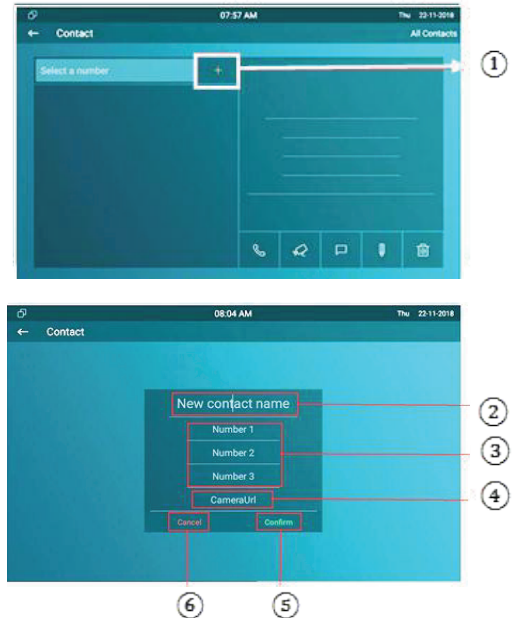 07:57 AM
Thu 22-11-2018
← Contact
All Contacts
Select a number +
①
08:04 AM
Thu 22-11-2018
← Contact
New contact name
②
Number 1
Number 2
③
Number 3
CameraUrl
④
Cancel Confirm
⑥ ⑤